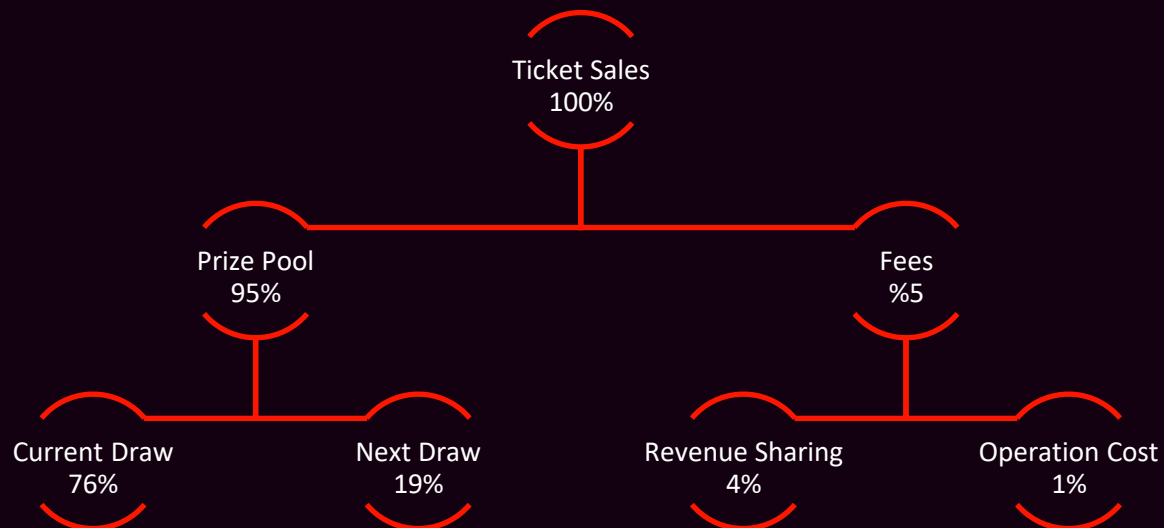 Ticket Sales
100%
Prize Pool
95%
Fees
%5
Current Draw
76%
Next Draw
19%
Revenue Sharing
4%
Operation Cost
1%